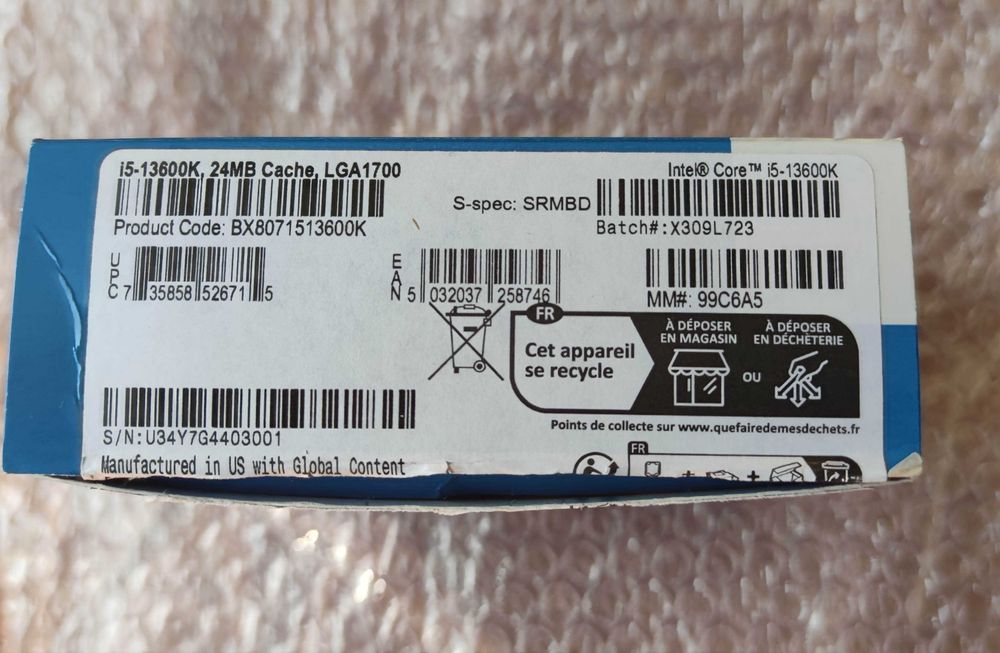 i5-13600K, 24MB Cache, LGA1700
Intel® Core™ i5-13600K
S-spec: SRMBD
Product Code: BX8071513600K
Batch#:X309L723
UPC
7 35858 52671 5
EAN
5 032037 258746
MM#: 99C6A5
FR
Cet appareil
se recycle
À DÉPOSER
EN MAGASIN
OU
À DÉPOSER
EN DÉCHÈTERIE
Points de collecte sur www.quefairedemesdechets.fr
S/N:U34Y7G4403001
Manufactured in US with Global Content
FR
+
+